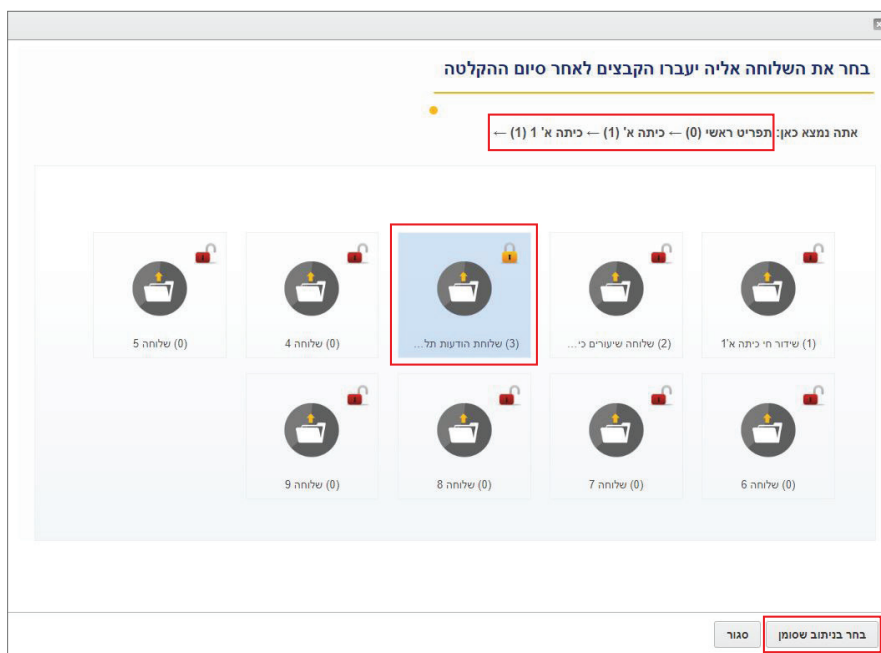 בחר את השלוחה אליה יעברו הקבצים לאחר סיום ההקלטה
אתה נמצא כאן: תפריט ראשי (0) ← כיתה א' (1) ← כיתה א' 1 (1) ←
(1) שידור חי כיתה א'1
(2) שלוחה שיעורים כי...
(3) שלוחת הודעות תל...
(0) שלוחה 4
(0) שלוחה 5
(0) שלוחה 6
(0) שלוחה 7
(0) שלוחה 8
(0) שלוחה 9
בחר בניתוב שסומן
סגור